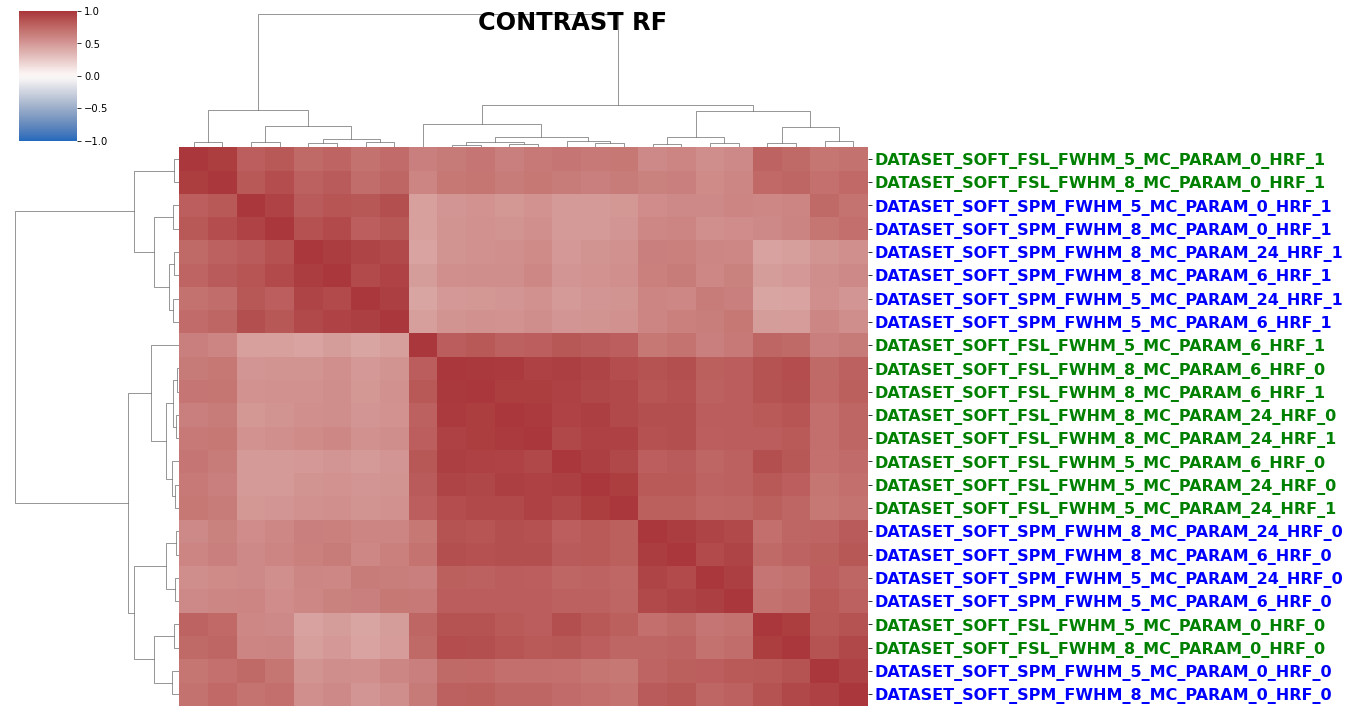 CONTRAST RF
1.0
0.5
0.0
−0.5
−1.0
DATASET_SOFT_FSL_FWHM_5_MC_PARAM_0_HRF_1
DATASET_SOFT_FSL_FWHM_8_MC_PARAM_0_HRF_1
DATASET_SOFT_SPM_FWHM_5_MC_PARAM_0_HRF_1
DATASET_SOFT_SPM_FWHM_8_MC_PARAM_0_HRF_1
DATASET_SOFT_SPM_FWHM_8_MC_PARAM_24_HRF_1
DATASET_SOFT_SPM_FWHM_8_MC_PARAM_6_HRF_1
DATASET_SOFT_SPM_FWHM_5_MC_PARAM_24_HRF_1
DATASET_SOFT_SPM_FWHM_5_MC_PARAM_6_HRF_1
DATASET_SOFT_FSL_FWHM_5_MC_PARAM_6_HRF_1
DATASET_SOFT_FSL_FWHM_8_MC_PARAM_6_HRF_0
DATASET_SOFT_FSL_FWHM_8_MC_PARAM_6_HRF_1
DATASET_SOFT_FSL_FWHM_8_MC_PARAM_24_HRF_0
DATASET_SOFT_FSL_FWHM_8_MC_PARAM_24_HRF_1
DATASET_SOFT_FSL_FWHM_5_MC_PARAM_6_HRF_0
DATASET_SOFT_FSL_FWHM_5_MC_PARAM_24_HRF_0
DATASET_SOFT_FSL_FWHM_5_MC_PARAM_24_HRF_1
DATASET_SOFT_SPM_FWHM_8_MC_PARAM_24_HRF_0
DATASET_SOFT_SPM_FWHM_8_MC_PARAM_6_HRF_0
DATASET_SOFT_SPM_FWHM_5_MC_PARAM_24_HRF_0
DATASET_SOFT_SPM_FWHM_5_MC_PARAM_6_HRF_0
DATASET_SOFT_FSL_FWHM_5_MC_PARAM_0_HRF_0
DATASET_SOFT_FSL_FWHM_8_MC_PARAM_0_HRF_0
DATASET_SOFT_SPM_FWHM_5_MC_PARAM_0_HRF_0
DATASET_SOFT_SPM_FWHM_8_MC_PARAM_0_HRF_0